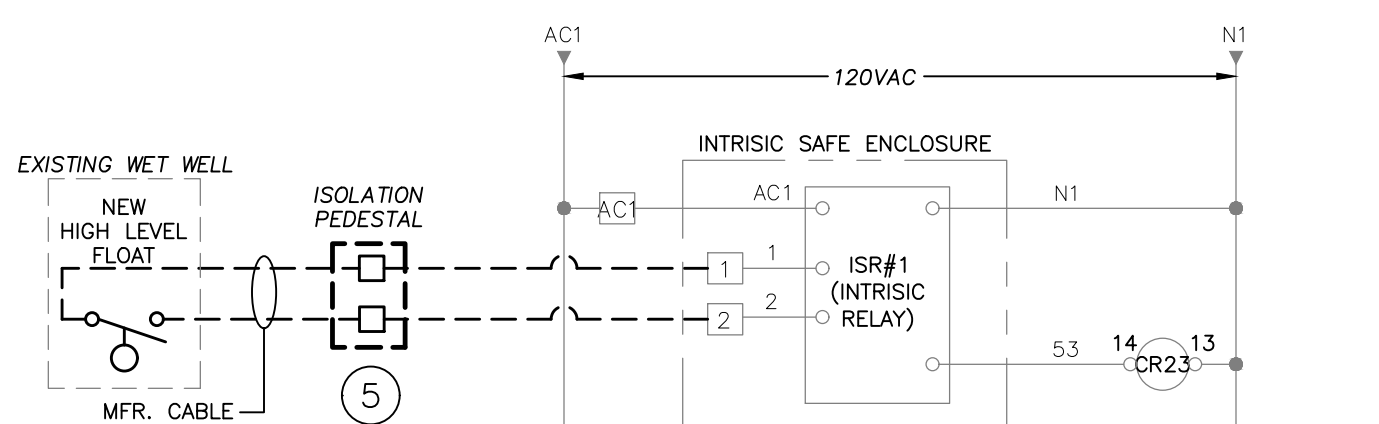 AC1
N1
120VAC
INTRISIC SAFE ENCLOSURE
EXISTING WET WELL
ISOLATION
PEDESTAL
NEW
HIGH LEVEL
FLOAT
AC1
AC1
N1
1
1
2
2
ISR#1
(INTRISIC
RELAY)
53
14
13
CR23
5
MFR. CABLE